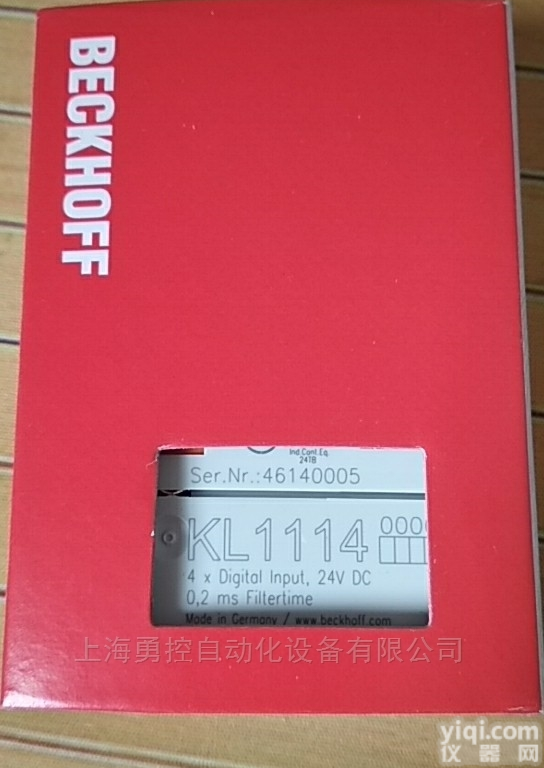 BECKHOFF
Ind.Cont.Eq.
24TB
Ser.Nr.:46140005
KL1114
0000
4 x Digital Input, 24V DC
0,2 ms Filtertime
Made in Germany / www.beckhoff.com
上海勇控自动化设备有限公司
yiqi.com
仪器网